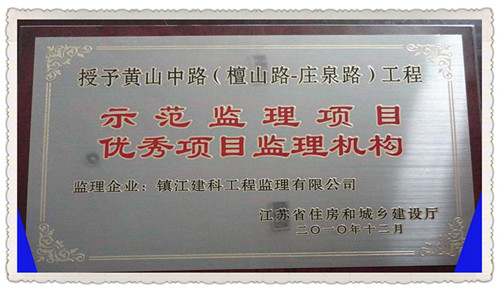 授予黄山中路(檀山路-庄泉路)工程
示范监理项目
优秀项目监理机构
监理企业：镇江建科工程监理有限公司
江苏省住房和城乡建设厅
二〇一〇年十二月